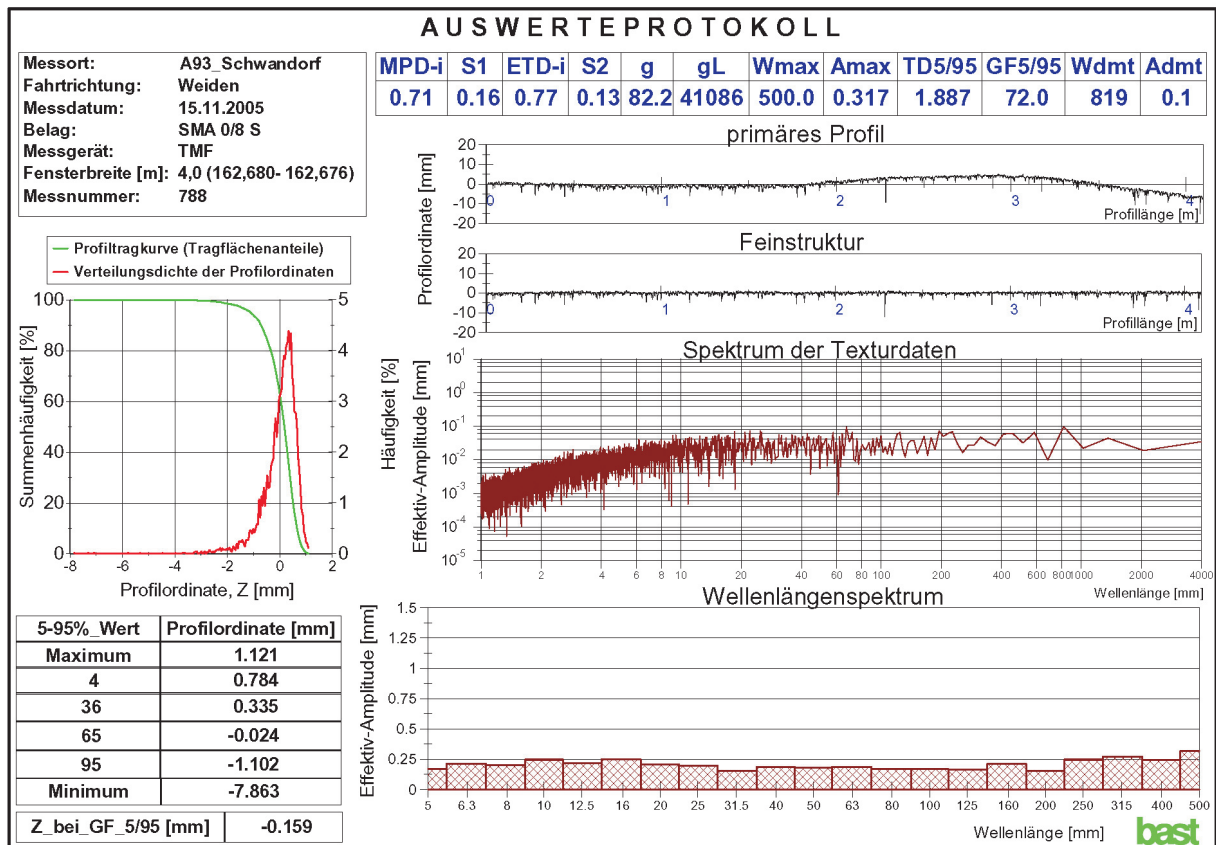 AUSWERTEPROTOKOLL
Messort: A93_Schwandorf
Fahrtrichtung: Weiden
Messdatum: 15.11.2005
Belag: SMA 0/8 S
Messgerät: TMF
Fensterbreite [m]: 4,0 (162,680- 162,676)
Messnummer: 788
MPD-i S1 ETD-i S2 g gL Wmax Amax TD5/95 GF5/95 Wdmt Admt
0.71 0.16 0.77 0.13 82.2 41086 500.0 0.317 1.887 72.0 819 0.1
primäres Profil
Profilordinate [mm]
20
10
0
-10
-20
0 1 2 3 4
Profillänge [m]
Feinstruktur
Profilordinate [mm]
20
10
0
-10
-20
0 1 2 3 4
Profillänge [m]
Profiltragkurve (Tragflächenanteile)
Verteilungsdichte der Profilordinaten
Summenhäufigkeit [%]
100
80
60
40
20
0
Häufigkeit [%]
5
4
3
2
1
0
-8 -6 -4 -2 0 2
Profilordinate, Z [mm]
Spektrum der Texturdaten
Effektiv-Amplitude [mm]
10^1
10^0
10^-1
10^-2
10^-3
10^-4
10^-5
1 2 4 6 8 10 20 40 60 80 100 200 400 600 800 1000 2000 4000
Wellenlänge [mm]
5-95%_Wert Profilordinate [mm]
Maximum 1.121
4 0.784
36 0.335
65 -0.024
95 -1.102
Minimum -7.863
Z_bei_GF_5/95 [mm] -0.159
Wellenlängenspektrum
Effektiv-Amplitude [mm]
1.5
1.25
1
0.75
0.5
0.25
0
5 6.3 8 10 12.5 16 20 25 31.5 40 50 63 80 100 125 160 200 250 315 400 500
Wellenlänge [mm]
bast